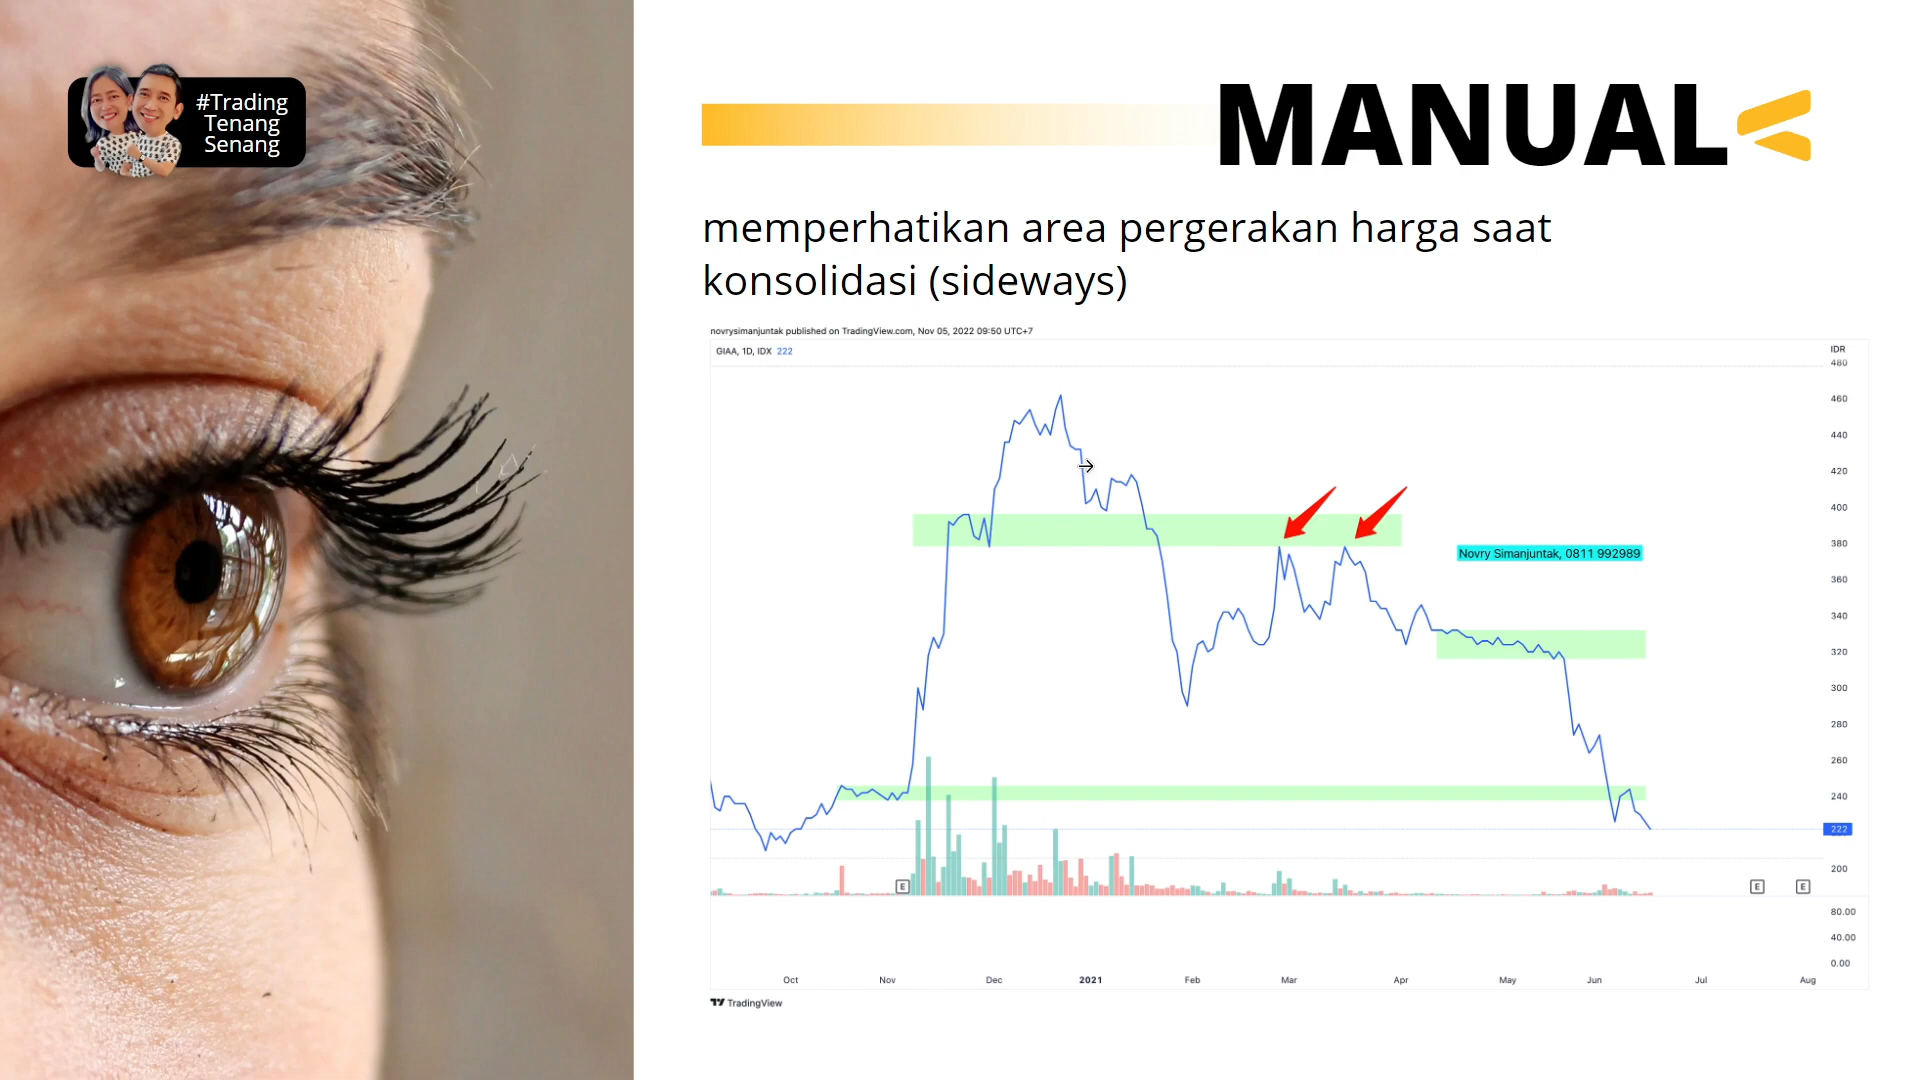 #Trading
Tenang
Senang
MANUAL
memperhatikan area pergerakan harga saat
konsolidasi (sideways)
novrysimanjuntak published on TradingView.com, Nov 05, 2022 09:50 UTC+7
GIAA, 1D, IDX 222
IDR
480
460
440
420
400
380
Novry Simanjuntak, 0811 992989
360
340
320
300
280
260
240
222
200
E
E
E
80.00
40.00
0.00
Oct Nov Dec 2021 Feb Mar Apr May Jun Jul Aug
TradingView